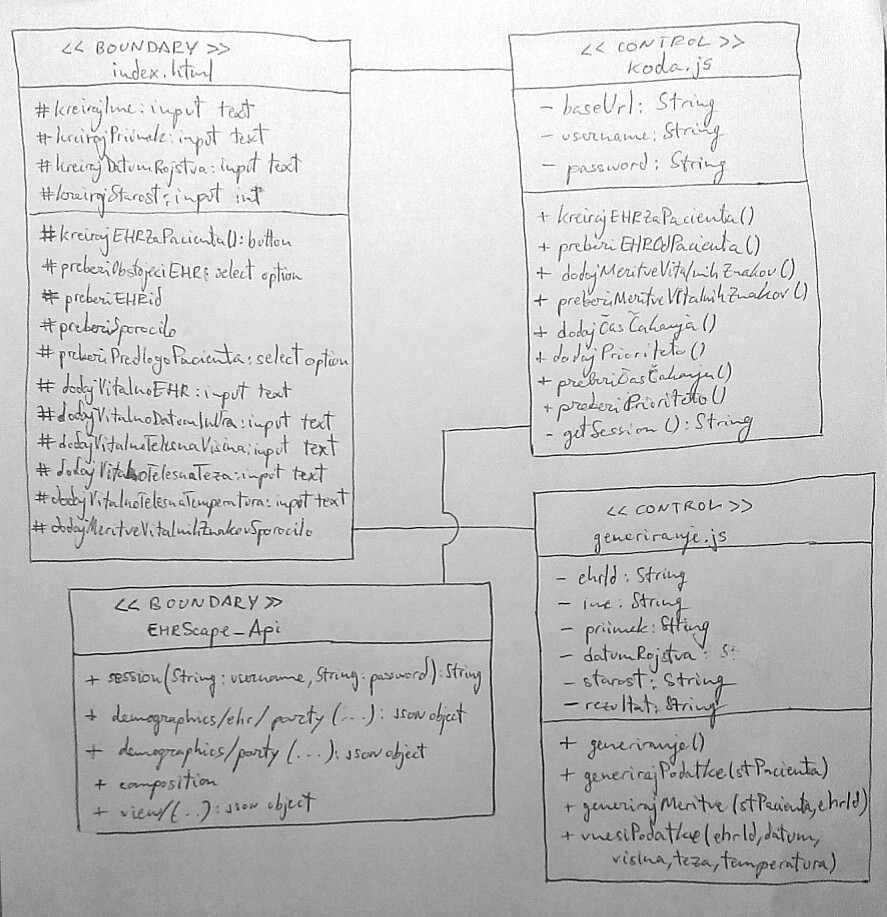 << BOUNDARY >>
index.html
# kreirajIme: input text
# kreirajPriimek: input text
# kreirajDatumRojstva: input text
# kreirajStarost: input int
# kreirajEHRzaPacienta(): button
# preberiObstojeciEHR: select option
# preberiEHRid
# preberiSporocilo
# preberiPredlogoPacienta: select option
# dodajVitalnoEHR: input text
# dodajVitalnoDatumInUra: input text
# dodajVitalnoTelesnaVisina: input text
# dodajVitalnoTelesnaTeza: input text
# dodajVitalnoTelesnaTemperatura: input text
# dodajMeritveVitalnihZnakovSporocilo
<< CONTROL >>
koda.js
- baseUrl: String
- username: String
- password: String
+ kreirajEHRzaPacienta()
+ preberiEHROdPacienta()
+ dodajMeritveVitalnihZnakov()
+ preberiMeritveVitalnihZnakov()
+ dodajČasČakanja()
+ dodajPrioriteto()
+ preberiČasČakanja()
+ preberiPrioriteto()
- getSession(): String
<< BOUNDARY >>
EHRScape_Api
+ session(String: username, String: password): String
+ demographics/ehr/party (...): json object
+ demographics/party (...): json object
+ composition
+ view/(...): json object
<< CONTROL >>
generiranje.js
- ehrId: String
- ime: String
- priimek: String
- datumRojstva: St
- starost: String
- rezultat: String
+ generiranje()
+ generirajPodatke(stPacienta)
+ generirajMeritve(stPacienta, ehrId)
+ vnesiPodatke(ehrId, datum,
visina, teza, temperatura)